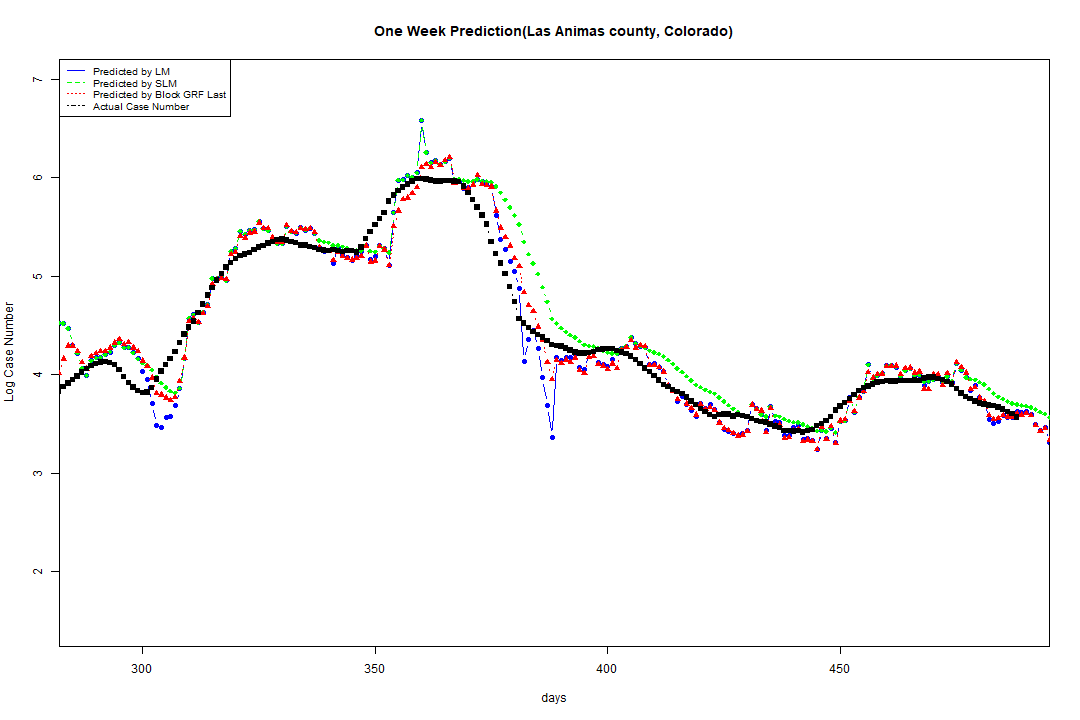 One Week Prediction(Las Animas county, Colorado)
Predicted by LM
Predicted by SLM
Predicted by Block GRF Last
Actual Case Number
7
6
5
4
3
2
Log Case Number
300 350 400 450
days